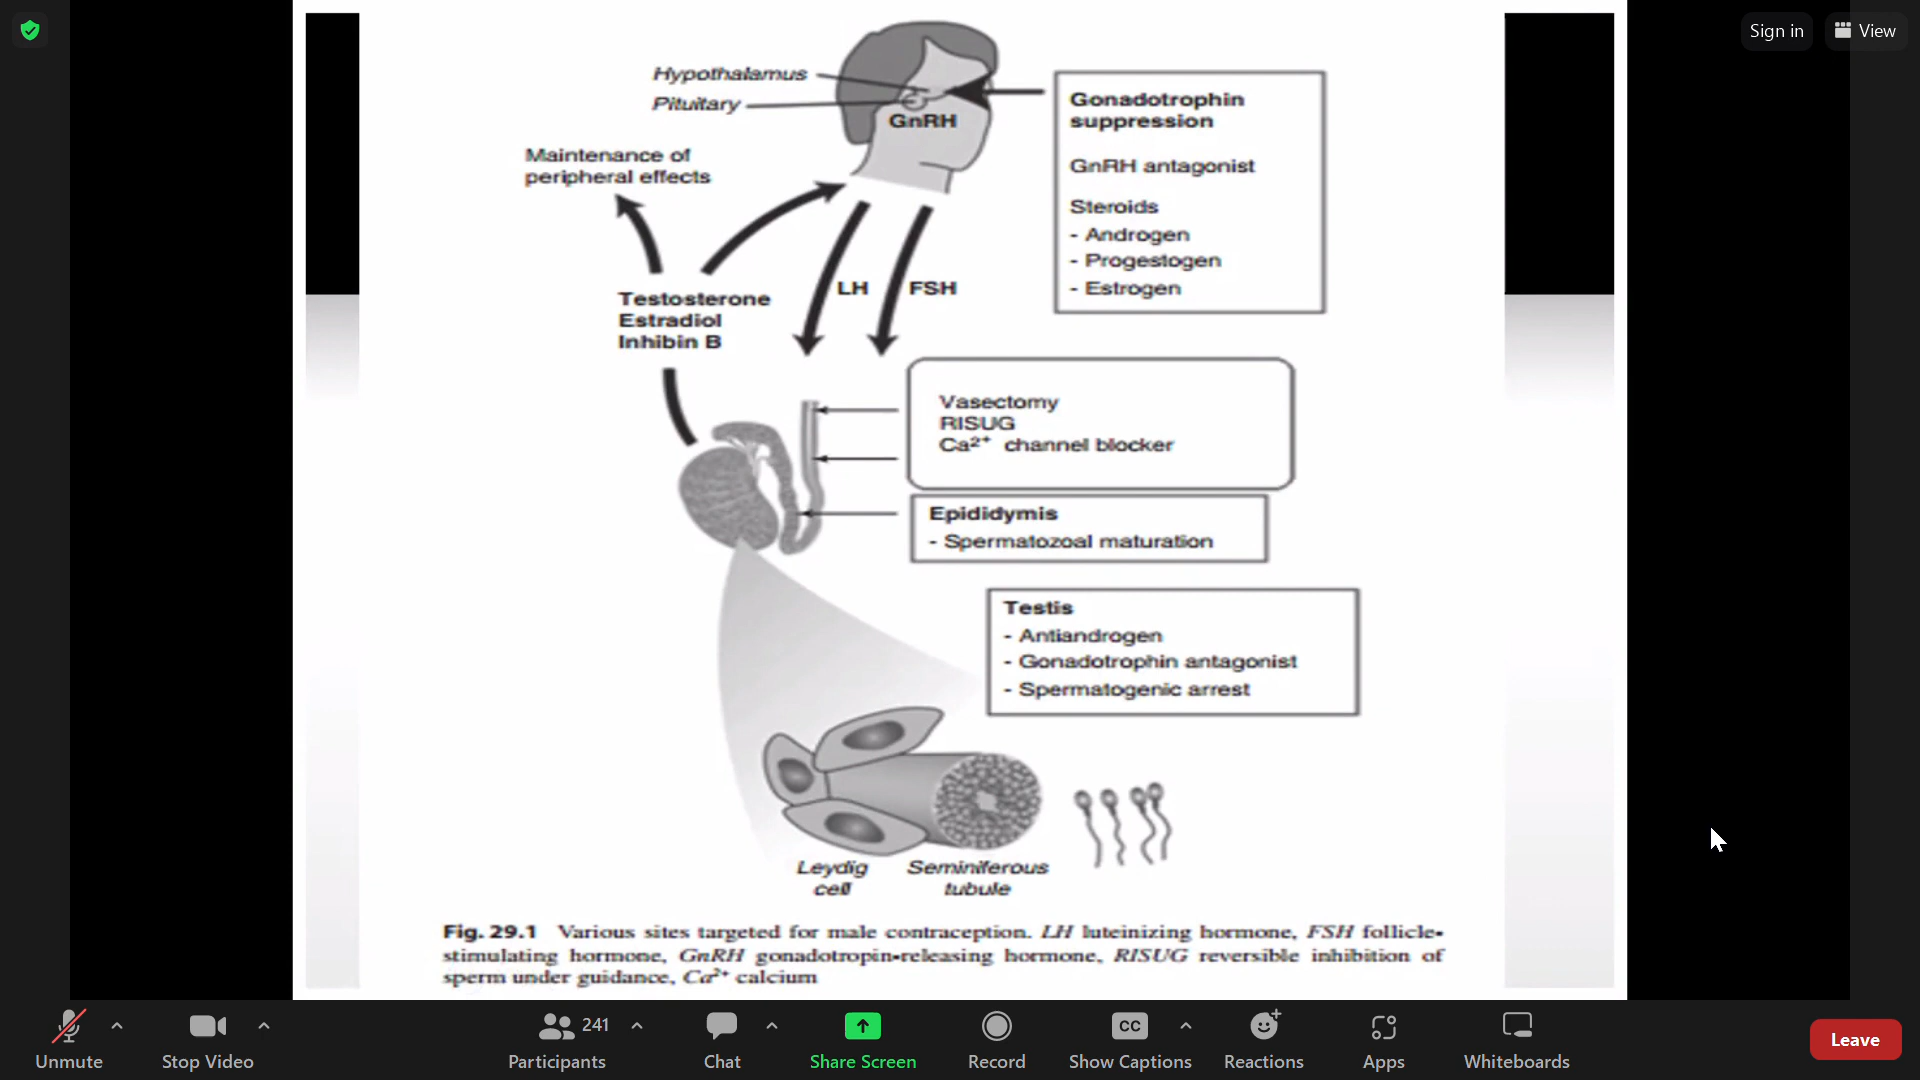 Sign in
View
Hypothalamus
Pituitary
GnRH
Gonadotrophin
suppression
GnRH antagonist
Steroids
- Androgen
- Progestogen
- Estrogen
Maintenance of
peripheral effects
LH
FSH
Testosterone
Estradiol
Inhibin B
Vasectomy
RISUG
Ca²⁺ channel blocker
Epididymis
- Spermatozoal maturation
Testis
- Antiandrogen
- Gonadotrophin antagonist
- Spermatogenic arrest
Leydig
cell
Seminiferous
tubule
Fig. 29.1 Various sites targeted for male contraception. LH luteinizing hormone, FSH follicle-
stimulating hormone, GnRH gonadotropin-releasing hormone, RISUG reversible inhibition of
sperm under guidance, Ca²⁺ calcium
Unmute
Stop Video
241
Participants
Chat
Share Screen
Record
CC
Show Captions
Reactions
Apps
Whiteboards
Leave